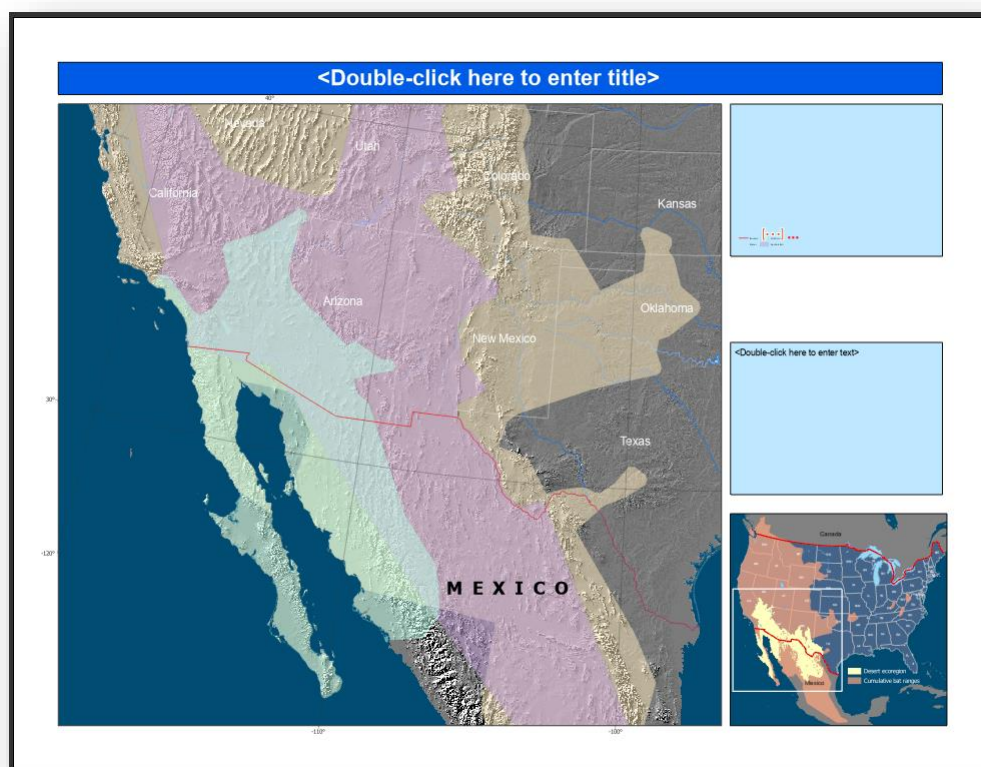 <Double-click here to enter title>
40°
Nevada
Utah
Colorado
California
Kansas
Arizona
Oklahoma
New Mexico
30°
Texas
-120°
MEXICO
-110°
-100°
<Double-click here to enter text>
Canada
Desert ecoregion
Cumulative bat ranges
Mexico